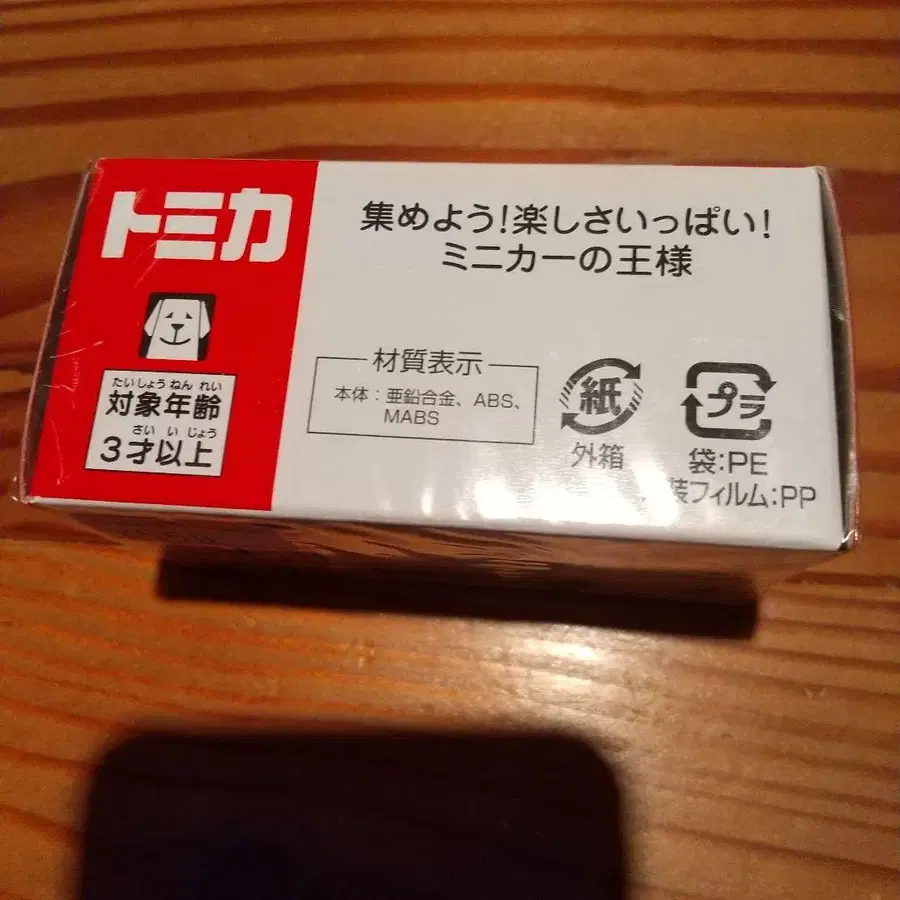 トミカ
たいしょう ねん れい
対象年齢
さい い じょう
3才以上
集めよう!楽しさいっぱい!
ミニカーの王様
材質表示
本体:亜鉛合金、ABS、
MABS
紙
外箱
プラ
袋:PE
装フィルム:PP